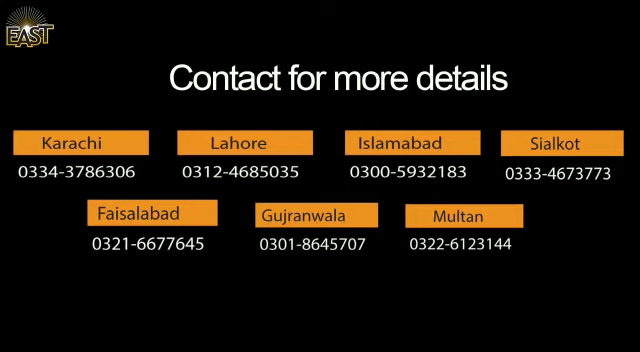 EAST
Contact for more details
Karachi Lahore Islamabad Sialkot
0334-3786306 0312-4685035 0300-5932183 0333-4673773
Faisalabad Gujranwala Multan
0321-6677645 0301-8645707 0322-6123144